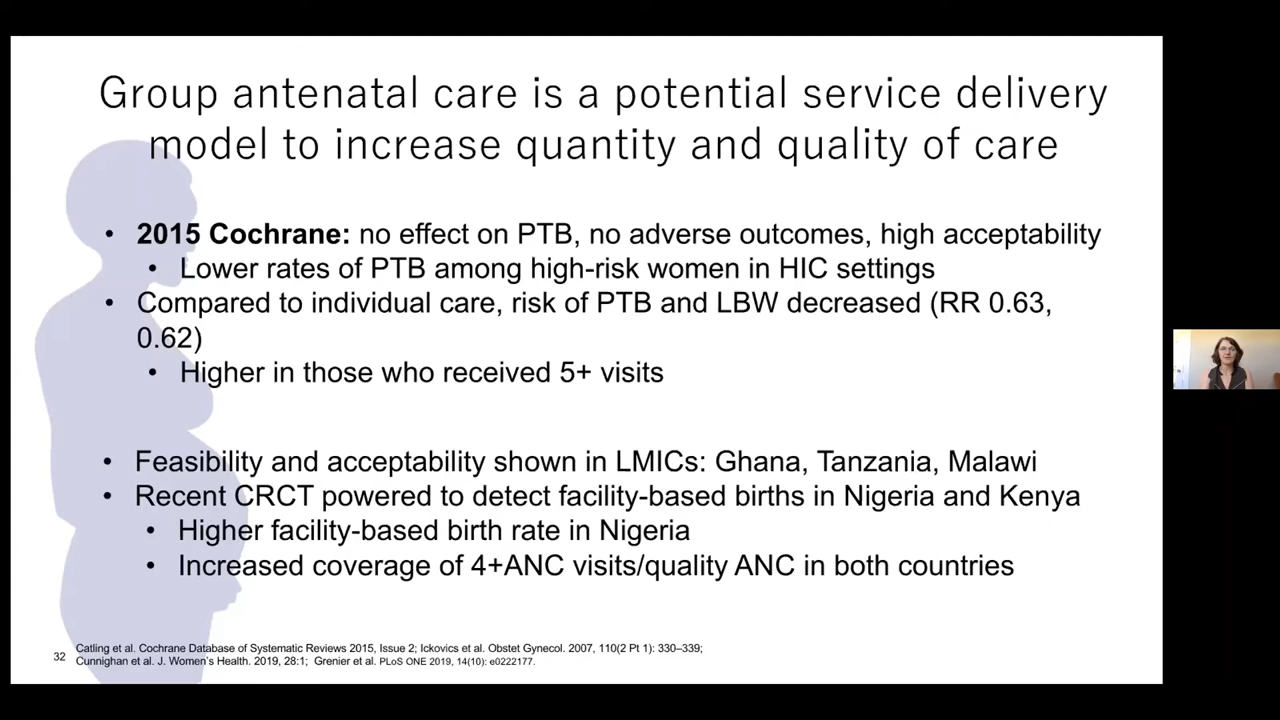 Group antenatal care is a potential service delivery
model to increase quantity and quality of care
• 2015 Cochrane: no effect on PTB, no adverse outcomes, high acceptability
• Lower rates of PTB among high-risk women in HIC settings
• Compared to individual care, risk of PTB and LBW decreased (RR 0.63,
0.62)
• Higher in those who received 5+ visits
• Feasibility and acceptability shown in LMICs: Ghana, Tanzania, Malawi
• Recent CRCT powered to detect facility-based births in Nigeria and Kenya
• Higher facility-based birth rate in Nigeria
• Increased coverage of 4+ANC visits/quality ANC in both countries
Catling et al. Cochrane Database of Systematic Reviews 2015, Issue 2; Ickovics et al. Obstet Gynecol. 2007, 110(2 Pt 1): 330–339;
Cunnighan et al. J. Women's Health. 2019, 28:1; Grenier et al. PLoS ONE 2019, 14(10): e0222177.
32